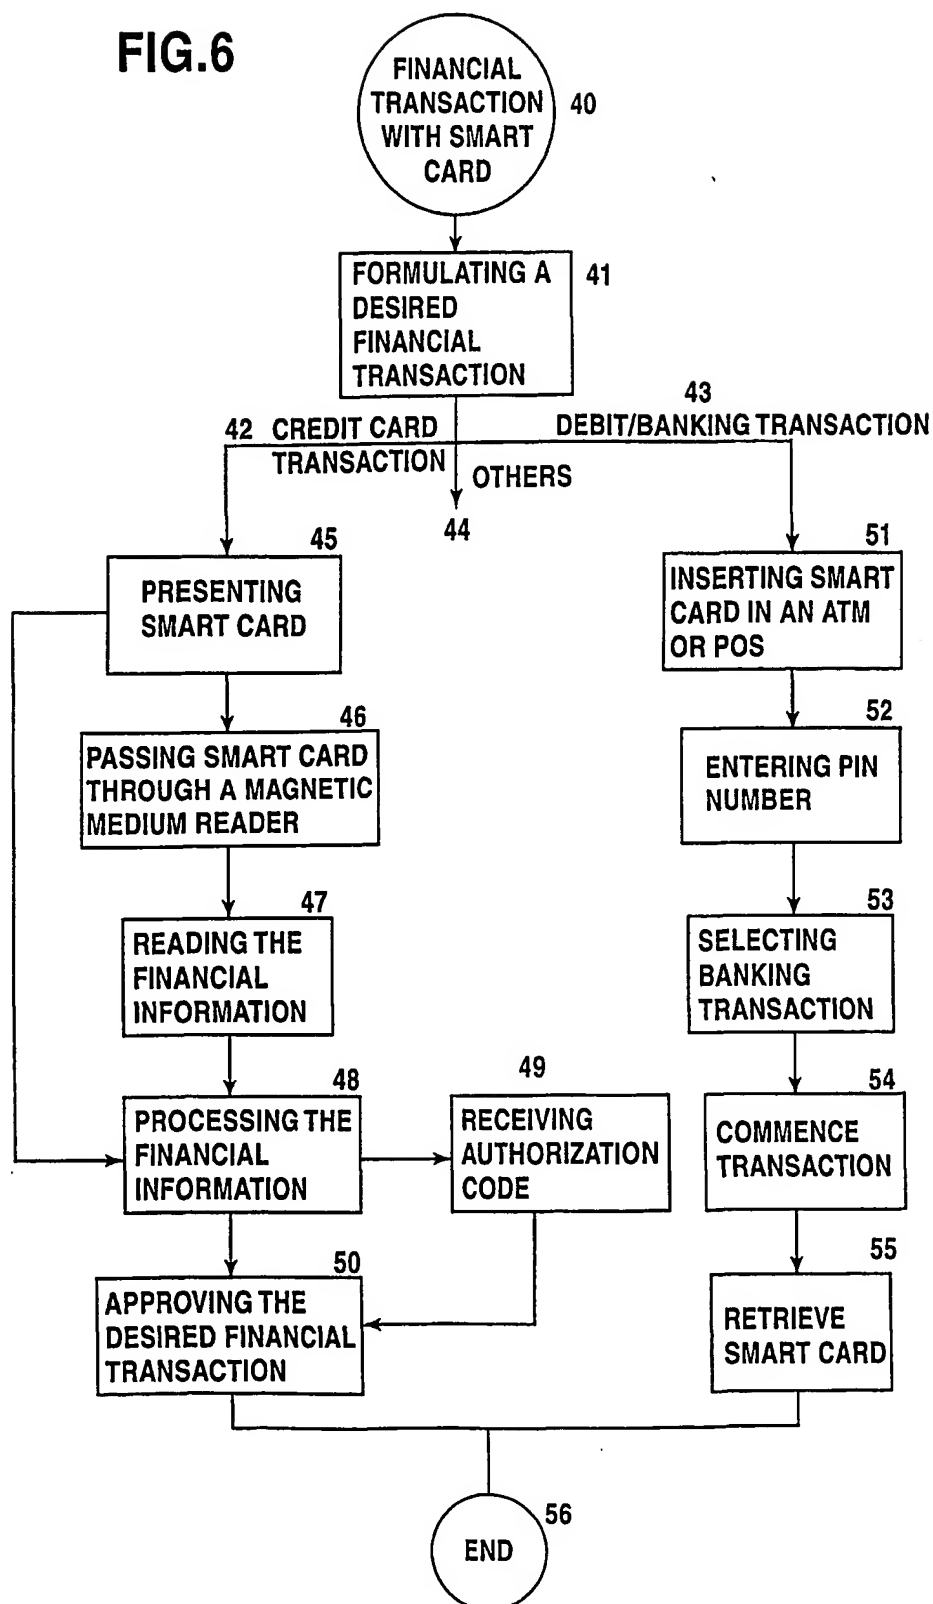 FIG.6
FINANCIAL
TRANSACTION
WITH SMART
CARD
40
FORMULATING A
DESIRED
FINANCIAL
TRANSACTION
41
42 CREDIT CARD
TRANSACTION
43
DEBIT/BANKING TRANSACTION
OTHERS
44
45
PRESENTING
SMART CARD
46
PASSING SMART CARD
THROUGH A MAGNETIC
MEDIUM READER
47
READING THE
FINANCIAL
INFORMATION
48
PROCESSING THE
FINANCIAL
INFORMATION
49
RECEIVING
AUTHORIZATION
CODE
50
APPROVING THE
DESIRED FINANCIAL
TRANSACTION
51
INSERTING SMART
CARD IN AN ATM
OR POS
52
ENTERING PIN
NUMBER
53
SELECTING
BANKING
TRANSACTION
54
COMMENCE
TRANSACTION
55
RETRIEVE
SMART CARD
56
END